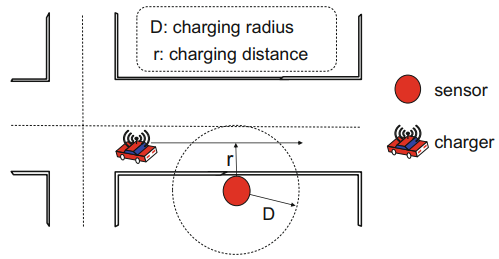 D: charging radius
r: charging distance
sensor
charger
r
D